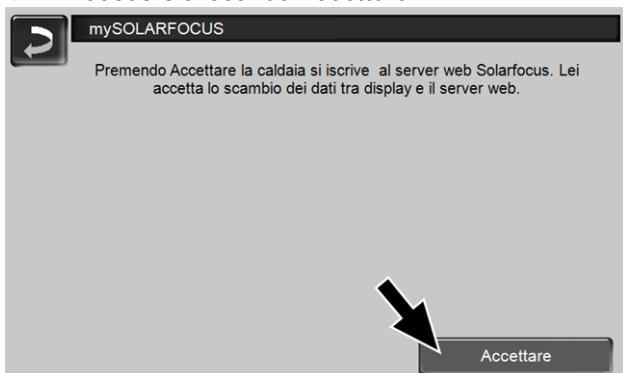 mySOLARFOCUS
Premendo Accettare la caldaia si iscrive al server web Solarfocus. Lei
accetta lo scambio dei dati tra display e il server web.
Accettare